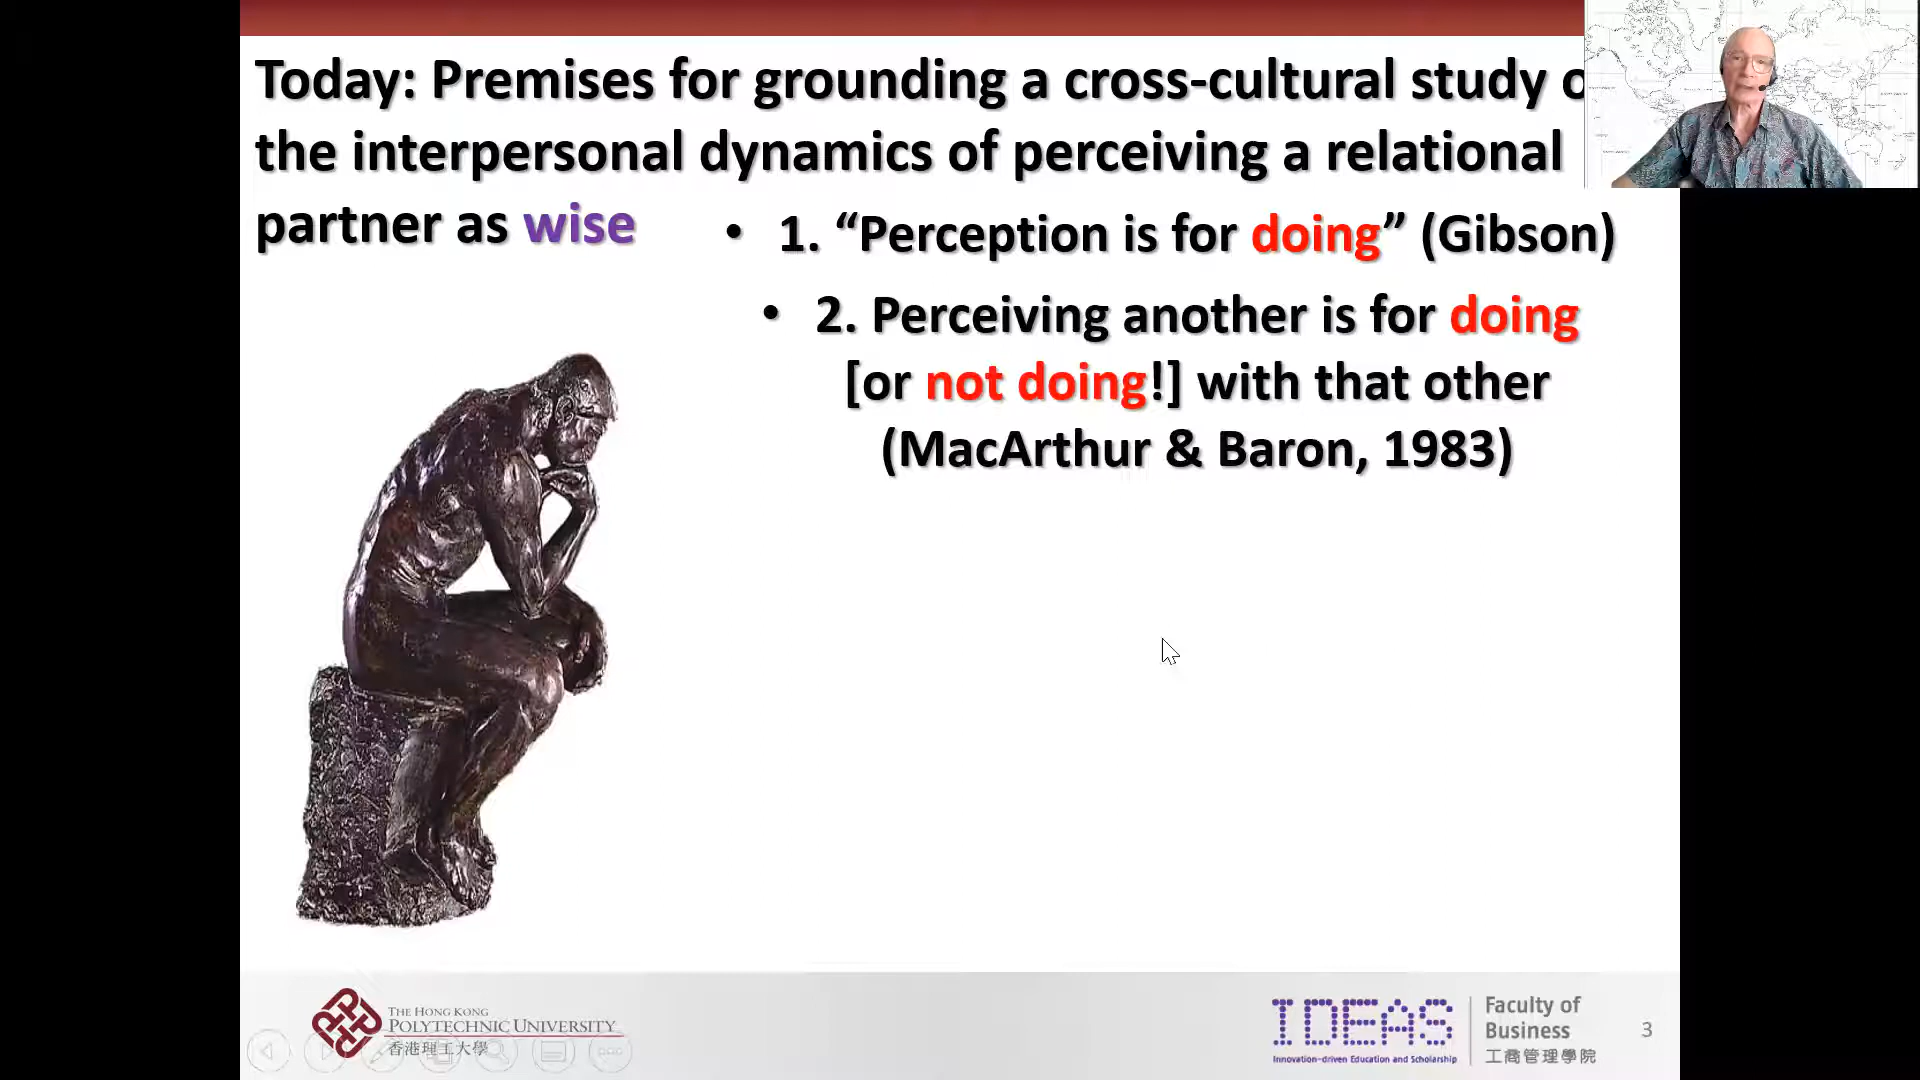 Today: Premises for grounding a cross-cultural study o
the interpersonal dynamics of perceiving a relational
partner as wise
• 1. “Perception is for doing” (Gibson)
• 2. Perceiving another is for doing
[or not doing!] with that other
(MacArthur & Baron, 1983)
THE HONG KONG
POLYTECHNIC UNIVERSITY
香港理工大學
IDEAS
Innovation-driven Education and Scholarship
Faculty of
Business
工商管理學院
3